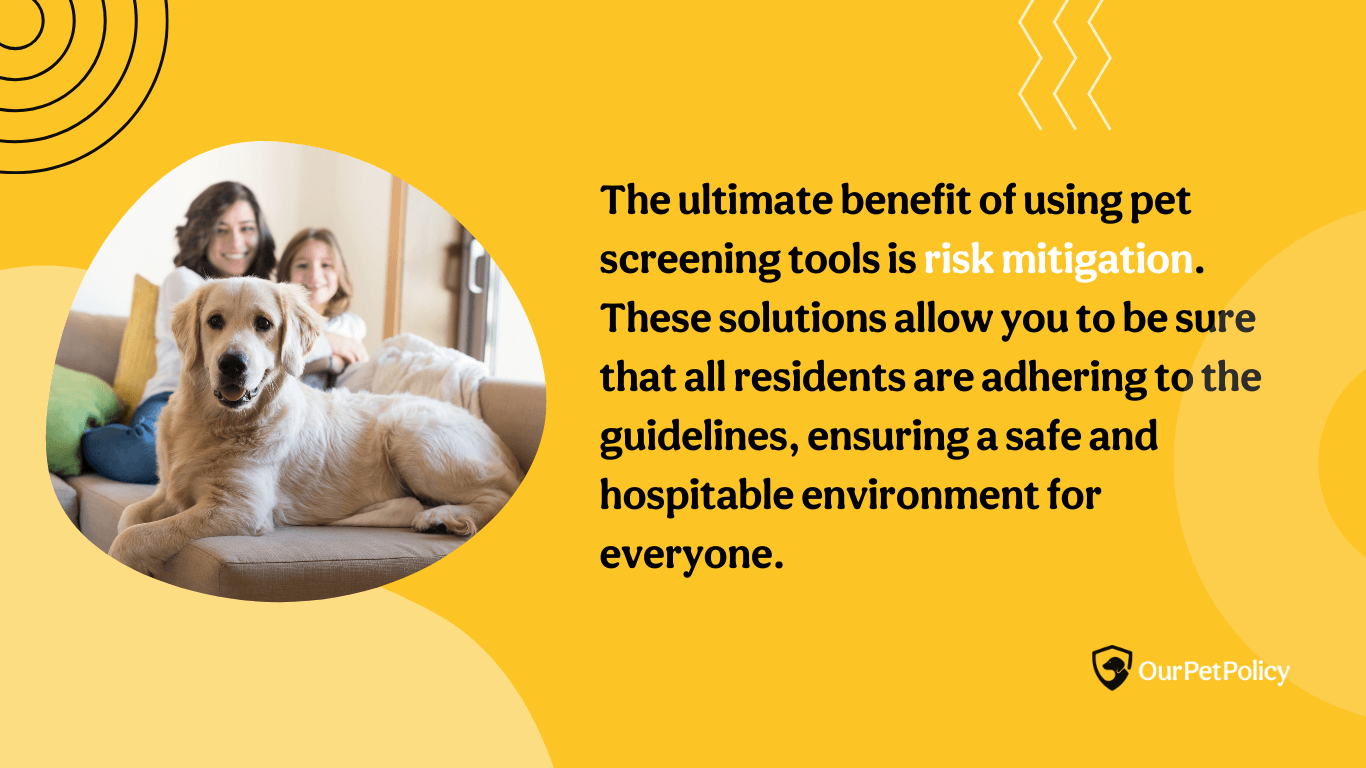 The ultimate benefit of using pet
screening tools is risk mitigation.
These solutions allow you to be sure
that all residents are adhering to the
guidelines, ensuring a safe and
hospitable environment for
everyone.
OurPetPolicy